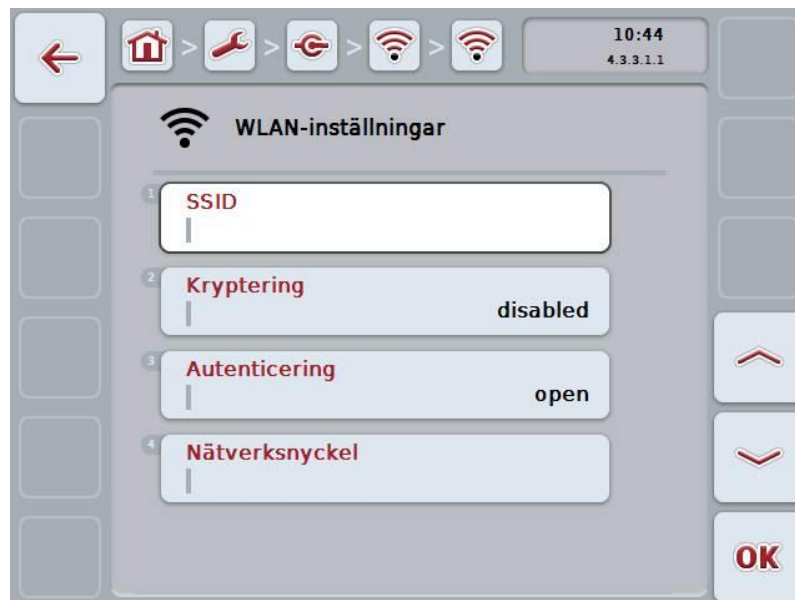 10:44
4.3.3.1.1
WLAN-inställningar
1
SSID
2
Kryptering
disabled
3
Autenticering
open
4
Nätverksnyckel
OK